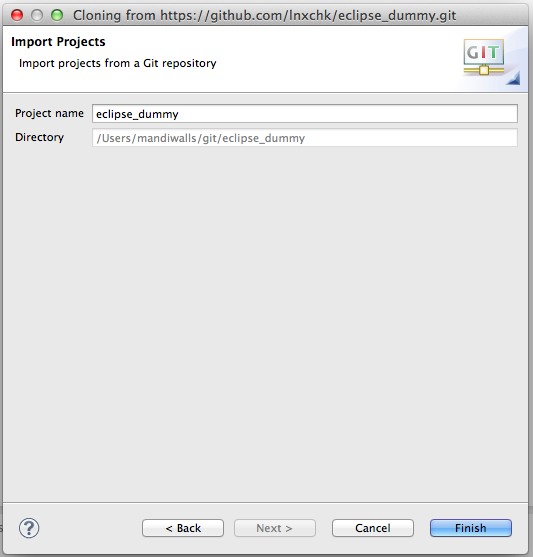 Cloning from https://github.com/lnxchk/eclipse_dummy.git
Import Projects
Import projects from a Git repository
GIT
Project name eclipse_dummy
Directory /Users/mandiwalls/git/eclipse_dummy
? < Back Next > Cancel Finish